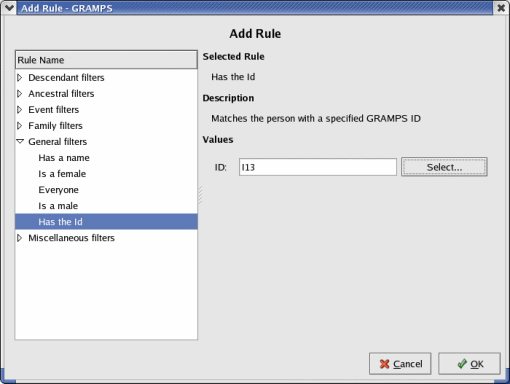 Add Rule - GRAMPS
Add Rule
Rule Name
Descendant filters
Ancestral filters
Event filters
Family filters
General filters
Has a name
Is a female
Everyone
Is a male
Has the Id
Miscellaneous filters
Selected Rule
Has the Id
Description
Matches the person with a specified GRAMPS ID
Values
ID: I13 Select...
Cancel OK